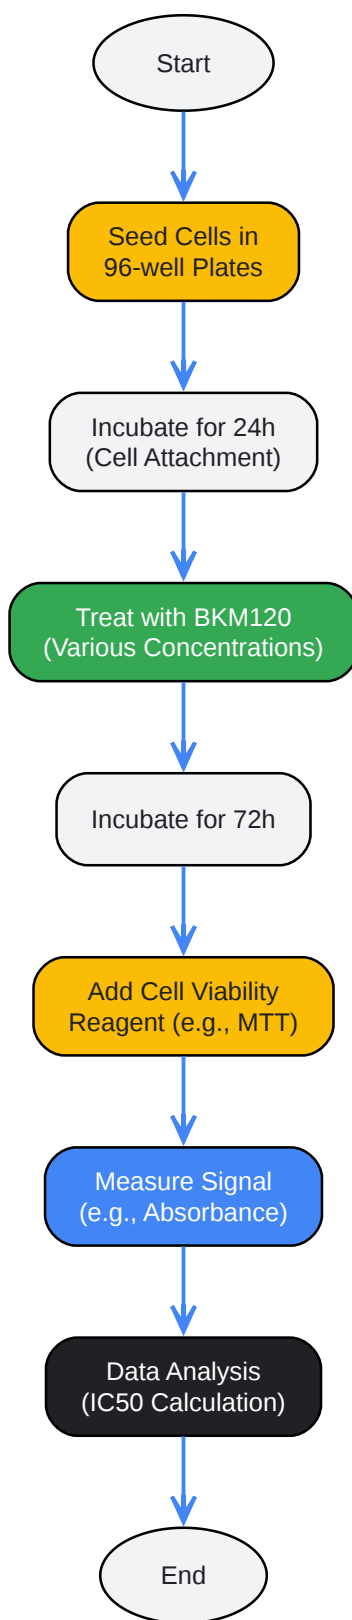 Start
Seed Cells in
96-well Plates
Incubate for 24h
(Cell Attachment)
Treat with BKM120
(Various Concentrations)
Incubate for 72h
Add Cell Viability
Reagent (e.g., MTT)
Measure Signal
(e.g., Absorbance)
Data Analysis
(IC50 Calculation)
End